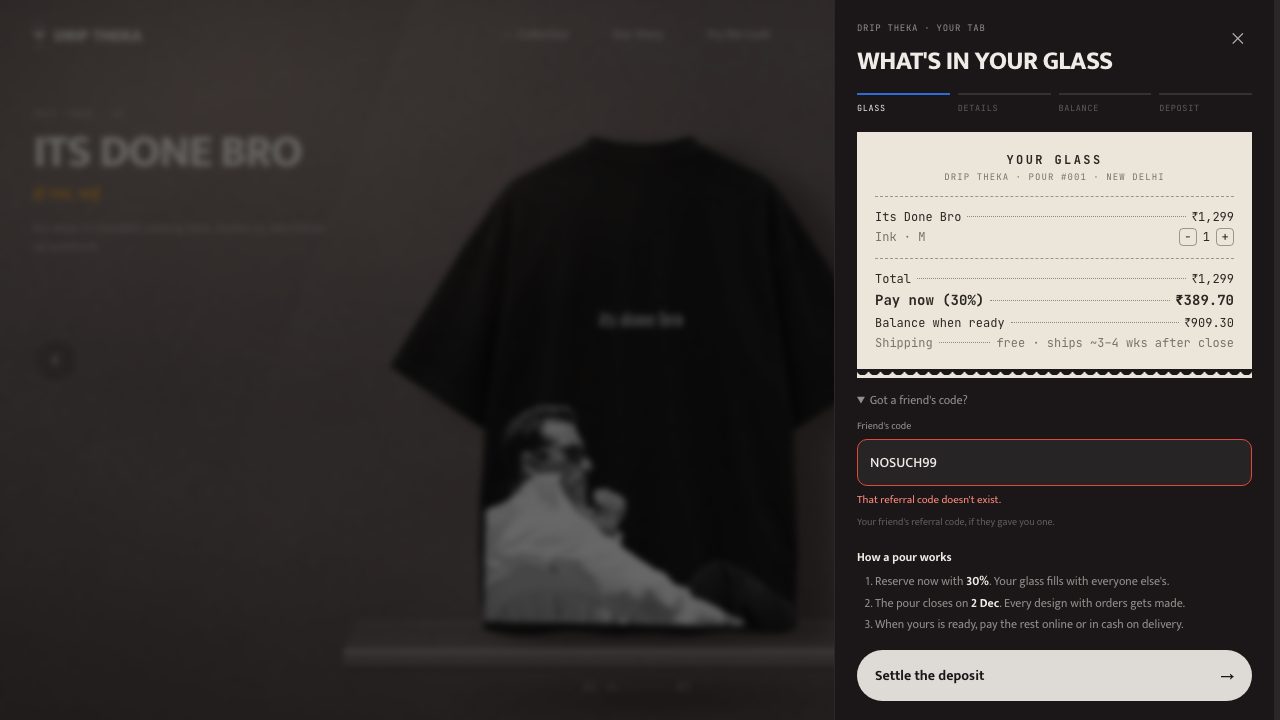 DRIP THEKA
ITS DONE BRO
its done bro
DRIP THEKA · YOUR TAB
WHAT'S IN YOUR GLASS
GLASS DETAILS BALANCE DEPOSIT
YOUR GLASS
DRIP THEKA · POUR #001 · NEW DELHI
Its Done Bro ₹1,299
Ink · M - 1 +
Total ₹1,299
Pay now (30%) ₹389.70
Balance when ready ₹909.30
Shipping free · ships ~3–4 wks after close
▼ Got a friend's code?
Friend's code
NOSUCH99
That referral code doesn't exist.
Your friend's referral code, if they gave you one.
How a pour works
1. Reserve now with 30%. Your glass fills with everyone else's.
2. The pour closes on 2 Dec. Every design with orders gets made.
3. When yours is ready, pay the rest online or in cash on delivery.
Settle the deposit →